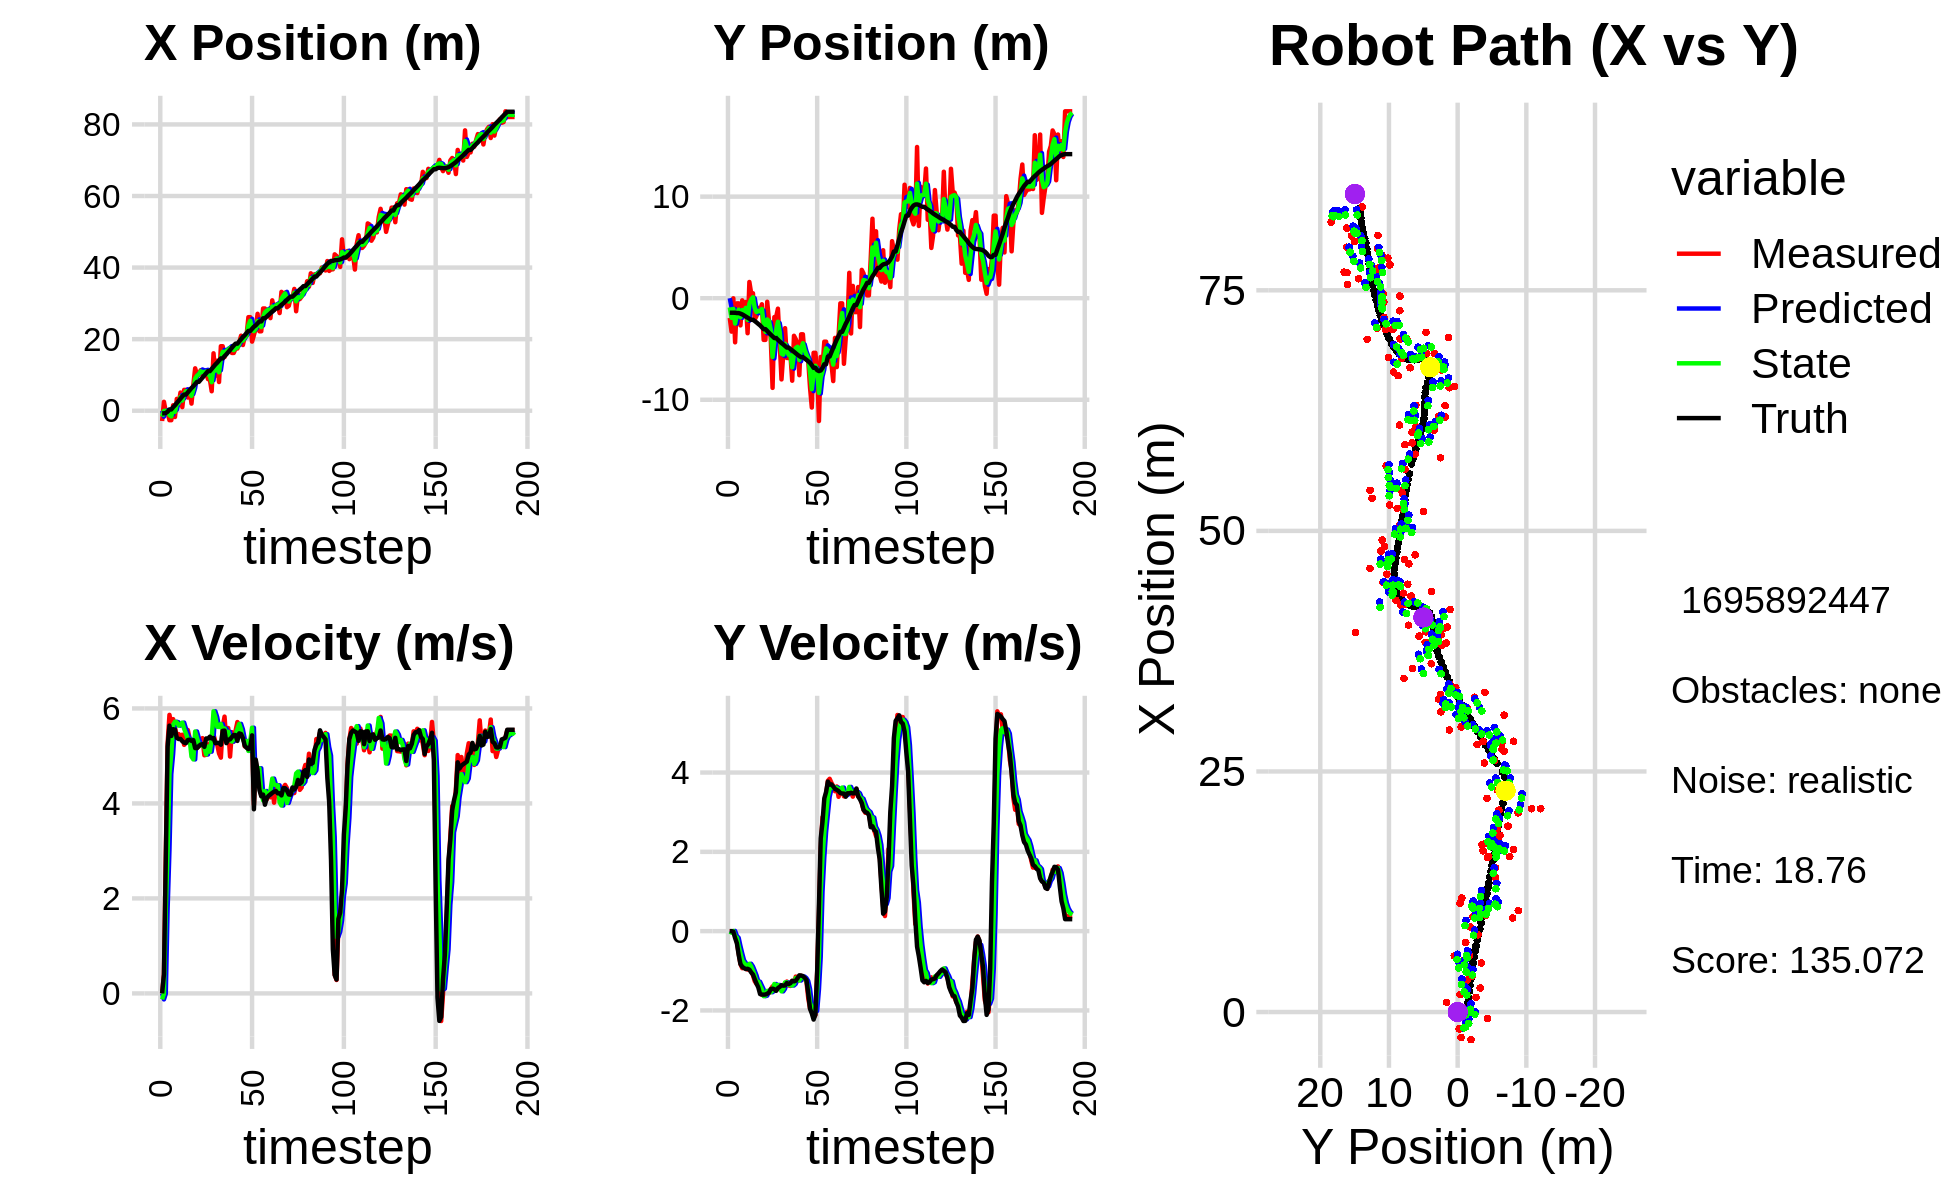 X Position (m)
80
60
40
20
0
0
50
100
150
200
timestep
Y Position (m)
10
0
-10
0
50
100
150
200
timestep
X Velocity (m/s)
6
4
2
0
0
50
100
150
200
timestep
Y Velocity (m/s)
4
2
0
-2
0
50
100
150
200
timestep
Robot Path (X vs Y)
X Position (m)
75
50
25
0
20 10 0 -10 -20
Y Position (m)
variable
Measured
Predicted
State
Truth
1695892447
Obstacles: none
Noise: realistic
Time: 18.76
Score: 135.072